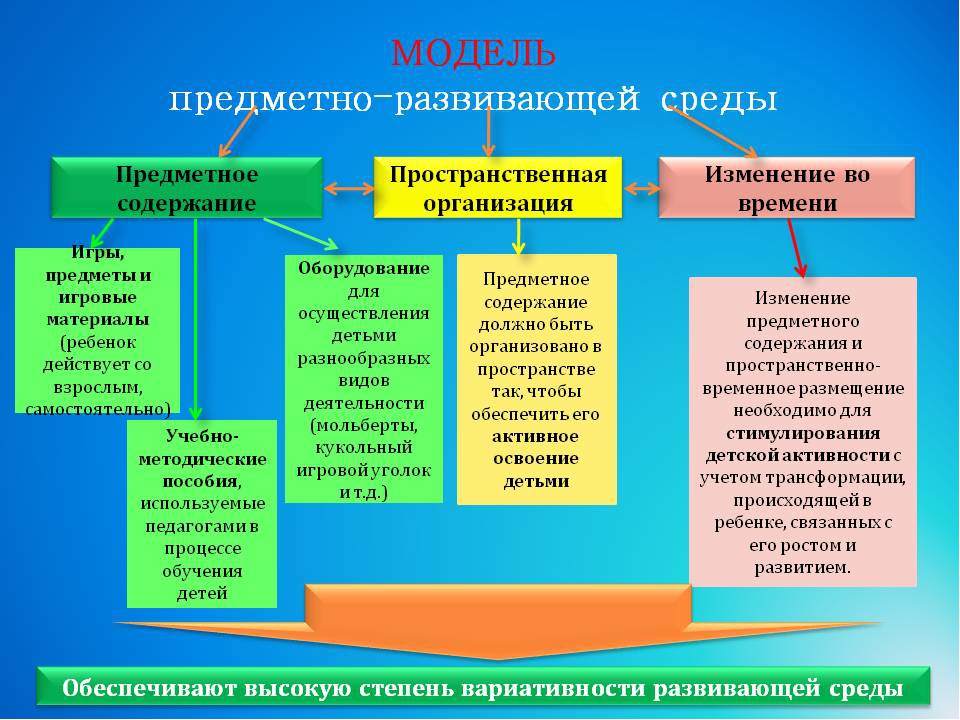 МОДЕЛЬ
предметно-развивающей среды
Предметное
содержание
Пространственная
организация
Изменение во
времени
Игры,
предметы и
игровые
материалы
(ребенок
действует со
взрослым,
самостоятельно)
Учебно-
методические
пособия,
используемые
педагогами в
процессе
обучения
детей
Оборудование
для
осуществления
детьми
разнообразных
видов
деятельности
(мольберты,
кукольный
игровой уголок
и т.д.)
Предметное
содержание
должно быть
организовано в
пространстве
так, чтобы
обеспечить его
активное
освоение
детьми
Изменение
предметного
содержания и
пространственно-
временное размещение
необходимо для
стимулирования
детской активности с
учетом трансформации,
происходящей в
ребенке, связанных с
его ростом и
развитием.
Обеспечивают высокую степень вариативности развивающей среды